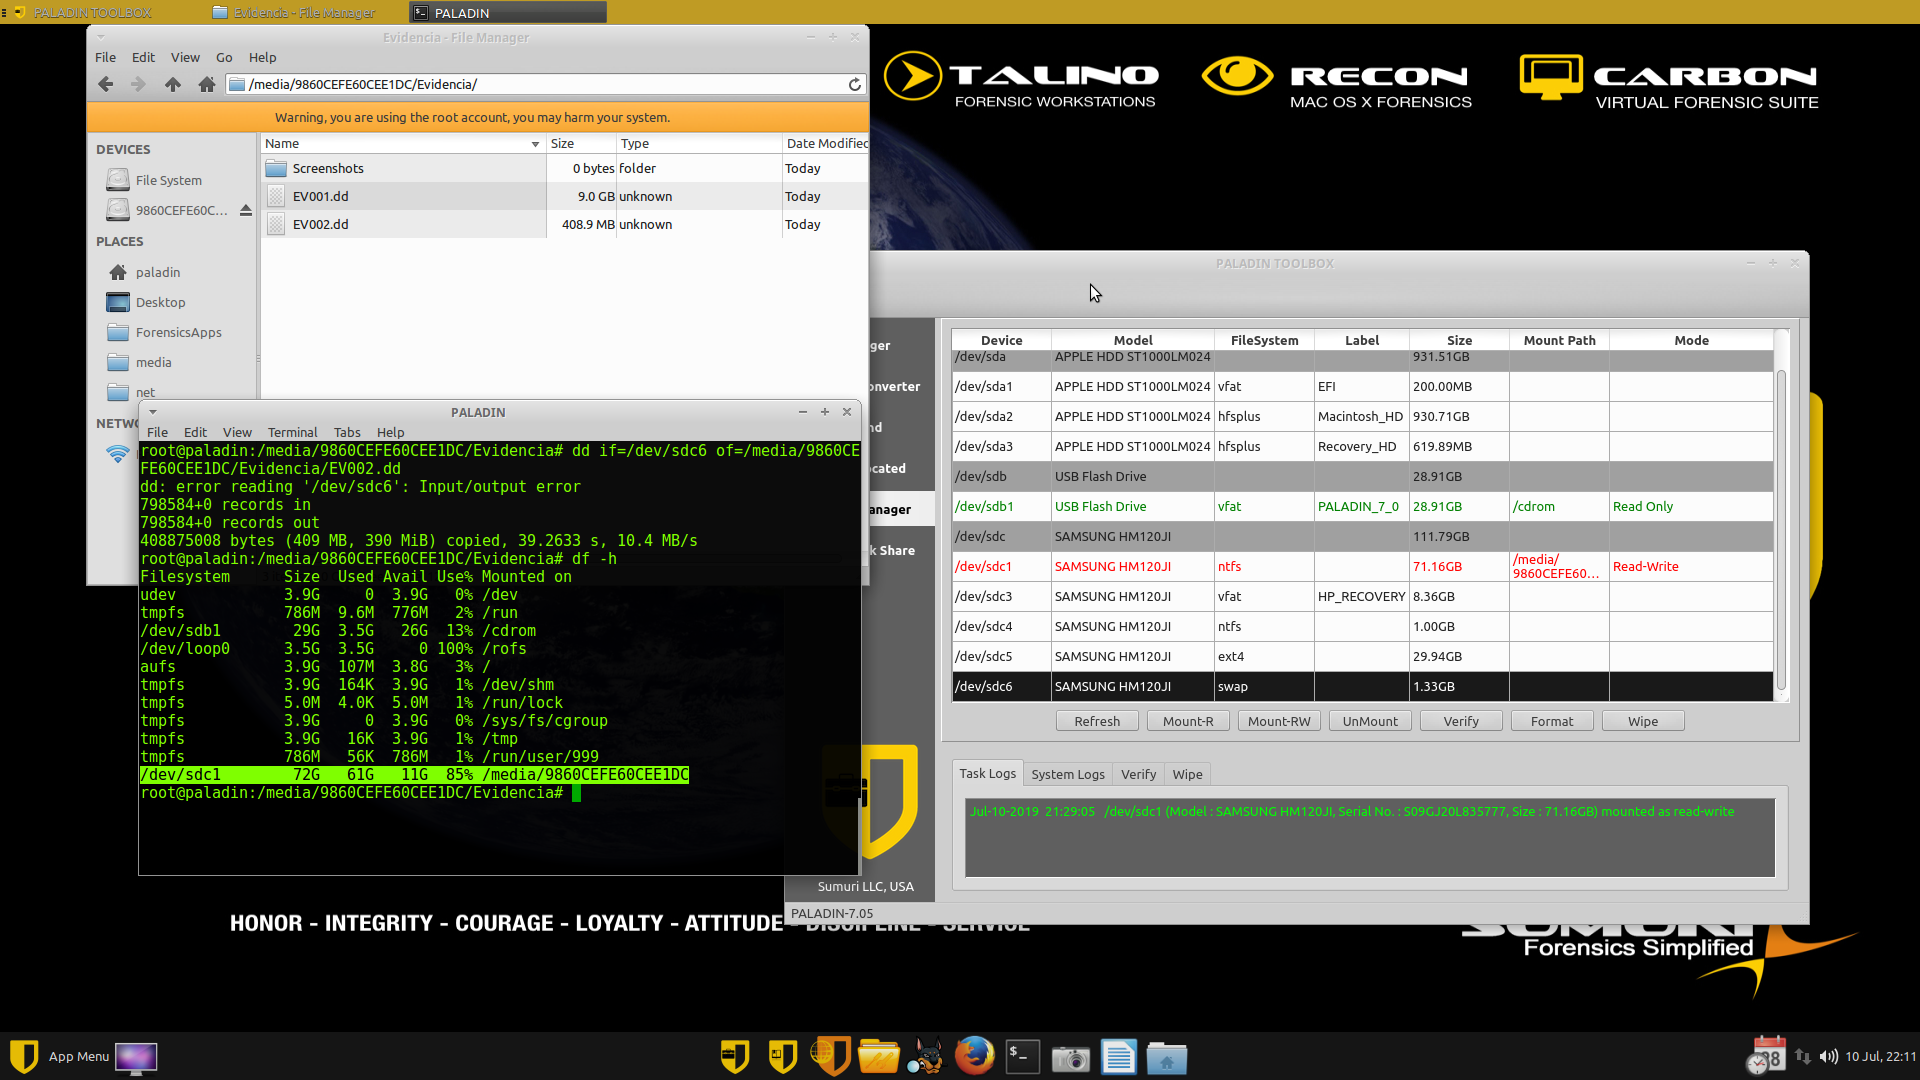 PALADIN TOOLBOX
Evidencia - File Manager
PALADIN
Evidencia - File Manager
File Edit View Go Help
/media/9860CEFE60CEE1DC/Evidencia/
Warning, you are using the root account, you may harm your system.
DEVICES
File System
9860CEFE60C...
PLACES
paladin
Desktop
ForensicsApps
media
net
NETW
Name Size Type Date Modified
Screenshots 0 bytes folder Today
EV001.dd 9.0 GB unknown Today
EV002.dd 408.9 MB unknown Today
TALINO
FORENSIC WORKSTATIONS
RECON
MAC OS X FORENSICS
CARBON
VIRTUAL FORENSIC SUITE
PALADIN
File Edit View Terminal Tabs Help
root@paladin:/media/9860CEFE60CEE1DC/Evidencia# dd if=/dev/sdc6 of=/media/9860CE
FE60CEE1DC/Evidencia/EV002.dd
dd: error reading '/dev/sdc6': Input/output error
798584+0 records in
798584+0 records out
408875008 bytes (409 MB, 390 MiB) copied, 39.2633 s, 10.4 MB/s
root@paladin:/media/9860CEFE60CEE1DC/Evidencia# df -h
Filesystem Size Used Avail Use% Mounted on
udev 3.9G 0 3.9G 0% /dev
tmpfs 786M 9.6M 776M 2% /run
/dev/sdb1 29G 3.5G 26G 13% /cdrom
/dev/loop0 3.5G 3.5G 0 100% /rofs
aufs 3.9G 107M 3.8G 3% /
tmpfs 3.9G 164K 3.9G 1% /dev/shm
tmpfs 5.0M 4.0K 5.0M 1% /run/lock
tmpfs 3.9G 0 3.9G 0% /sys/fs/cgroup
tmpfs 3.9G 16K 3.9G 1% /tmp
tmpfs 786M 56K 786M 1% /run/user/999
/dev/sdc1 72G 61G 11G 85% /media/9860CEFE60CEE1DC
root@paladin:/media/9860CEFE60CEE1DC/Evidencia#
PALADIN TOOLBOX
ger
onverter
nd
cated
anager
k Share
Sumuri LLC, USA
PALADIN-7.05
Device Model FileSystem Label Size Mount Path Mode
/dev/sda APPLE HDD ST1000LM024 931.51GB
/dev/sda1 APPLE HDD ST1000LM024 vfat EFI 200.00MB
/dev/sda2 APPLE HDD ST1000LM024 hfsplus Macintosh_HD 930.71GB
/dev/sda3 APPLE HDD ST1000LM024 hfsplus Recovery_HD 619.89MB
/dev/sdb USB Flash Drive 28.91GB
/dev/sdb1 USB Flash Drive vfat PALADIN_7_0 28.91GB /cdrom Read Only
/dev/sdc SAMSUNG HM120JI 111.79GB
/dev/sdc1 SAMSUNG HM120JI ntfs 71.16GB /media/ Read-Write
9860CEFE60...
/dev/sdc3 SAMSUNG HM120JI vfat HP_RECOVERY 8.36GB
/dev/sdc4 SAMSUNG HM120JI ntfs 1.00GB
/dev/sdc5 SAMSUNG HM120JI ext4 29.94GB
/dev/sdc6 SAMSUNG HM120JI swap 1.33GB
Refresh Mount-R Mount-RW UnMount Verify Format Wipe
Task Logs System Logs Verify Wipe
Jul-10-2019 21:29:05 /dev/sdc1 (Model : SAMSUNG HM120JI, Serial No. : S09GJ20L835777, Size : 71.16GB) mounted as read-write
HONOR - INTEGRITY - COURAGE - LOYALTY - ATTITUDE - DISCIPLINE - SERVICE
SUMURI
Forensics Simplified
App Menu
10 Jul, 22:11